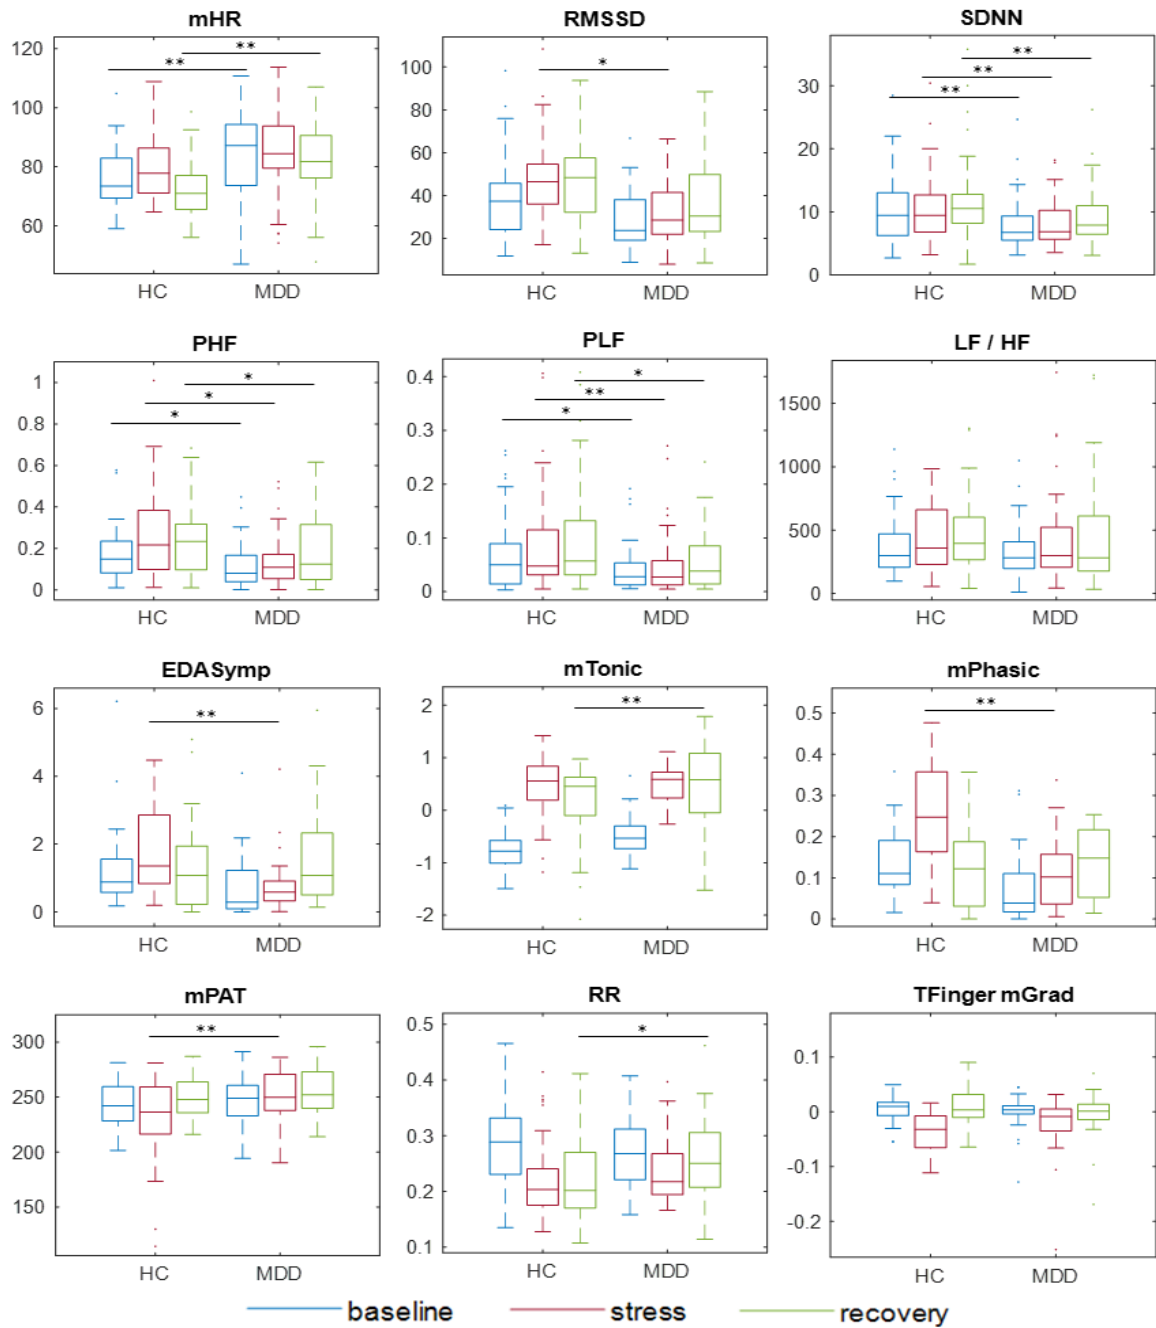 mHR
RMSSD
SDNN
120
100
80
60
**
**
HC
MDD
100
80
60
40
20
*
HC
MDD
30
20
10
0
**
**
**
HC
MDD
PHF
PLF
LF / HF
1
0.8
0.6
0.4
0.2
0
*
*
*
HC
MDD
0.4
0.3
0.2
0.1
0
*
**
*
HC
MDD
1500
1000
500
0
HC
MDD
EDASymp
mTonic
mPhasic
6
4
2
0
**
HC
MDD
2
1
0
-1
-2
**
HC
MDD
0.5
0.4
0.3
0.2
0.1
0
**
HC
MDD
mPAT
RR
TFinger mGrad
300
250
200
150
**
HC
MDD
0.5
0.4
0.3
0.2
0.1
*
HC
MDD
0.1
0
-0.1
-0.2
HC
MDD
baseline stress recovery